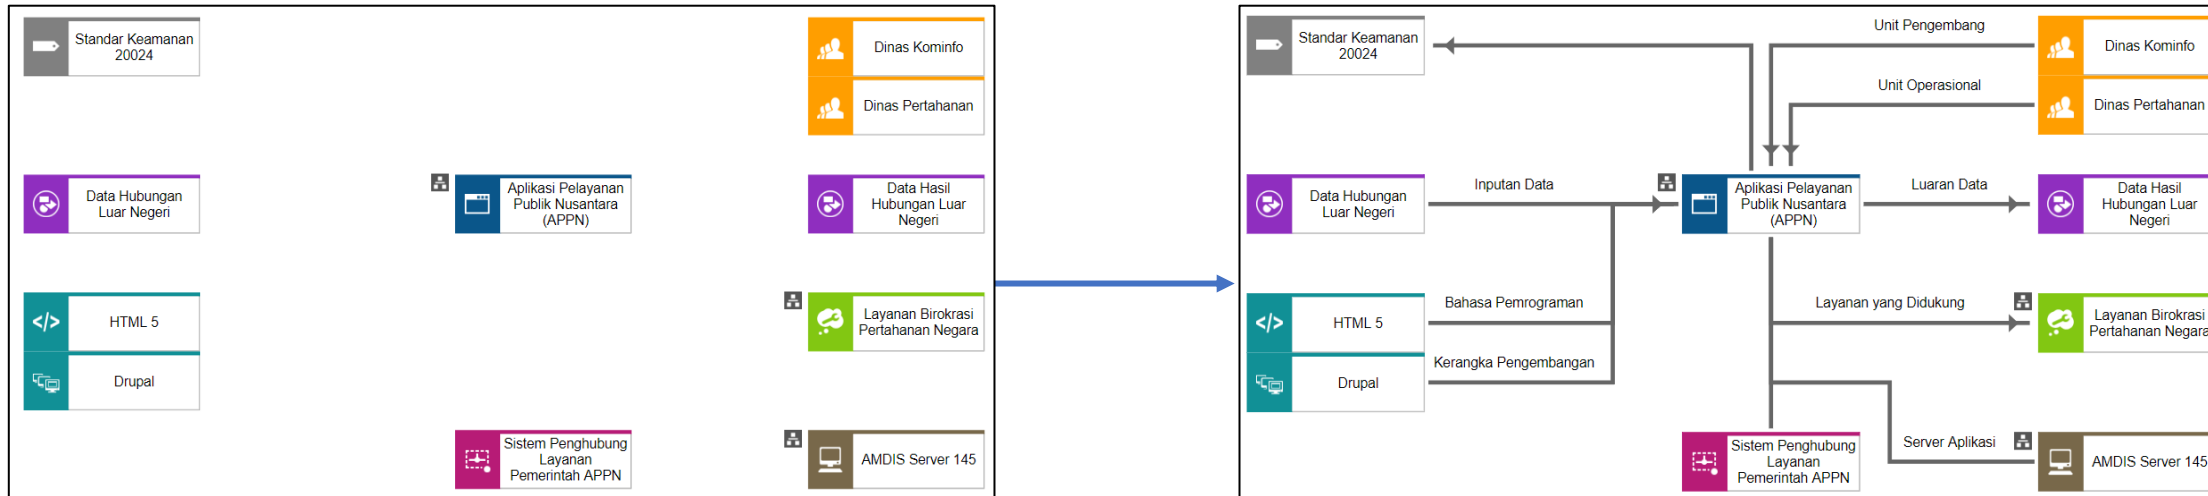 Standar Keamanan
20024
Dinas Kominfo
Dinas Pertahanan
Data Hubungan
Luar Negeri
Aplikasi Pelayanan
Publik Nusantara
(APPN)
Data Hasil
Hubungan Luar
Negeri
</>
HTML 5
Layanan Birokrasi
Pertahanan Negara
Drupal
Sistem Penghubung
Layanan
Pemerintah APPN
AMDIS Server 145
Standar Keamanan
20024
Unit Pengembang
Dinas Kominfo
Unit Operasional
Dinas Pertahanan
Data Hubungan
Luar Negeri
Inputan Data
Aplikasi Pelayanan
Publik Nusantara
(APPN)
Luaran Data
Data Hasil
Hubungan Luar
Negeri
</>
HTML 5
Bahasa Pemrograman
Layanan yang Didukung
Layanan Birokrasi
Pertahanan Negara
Drupal
Kerangka Pengembangan
Sistem Penghubung
Layanan
Pemerintah APPN
Server Aplikasi
AMDIS Server 145